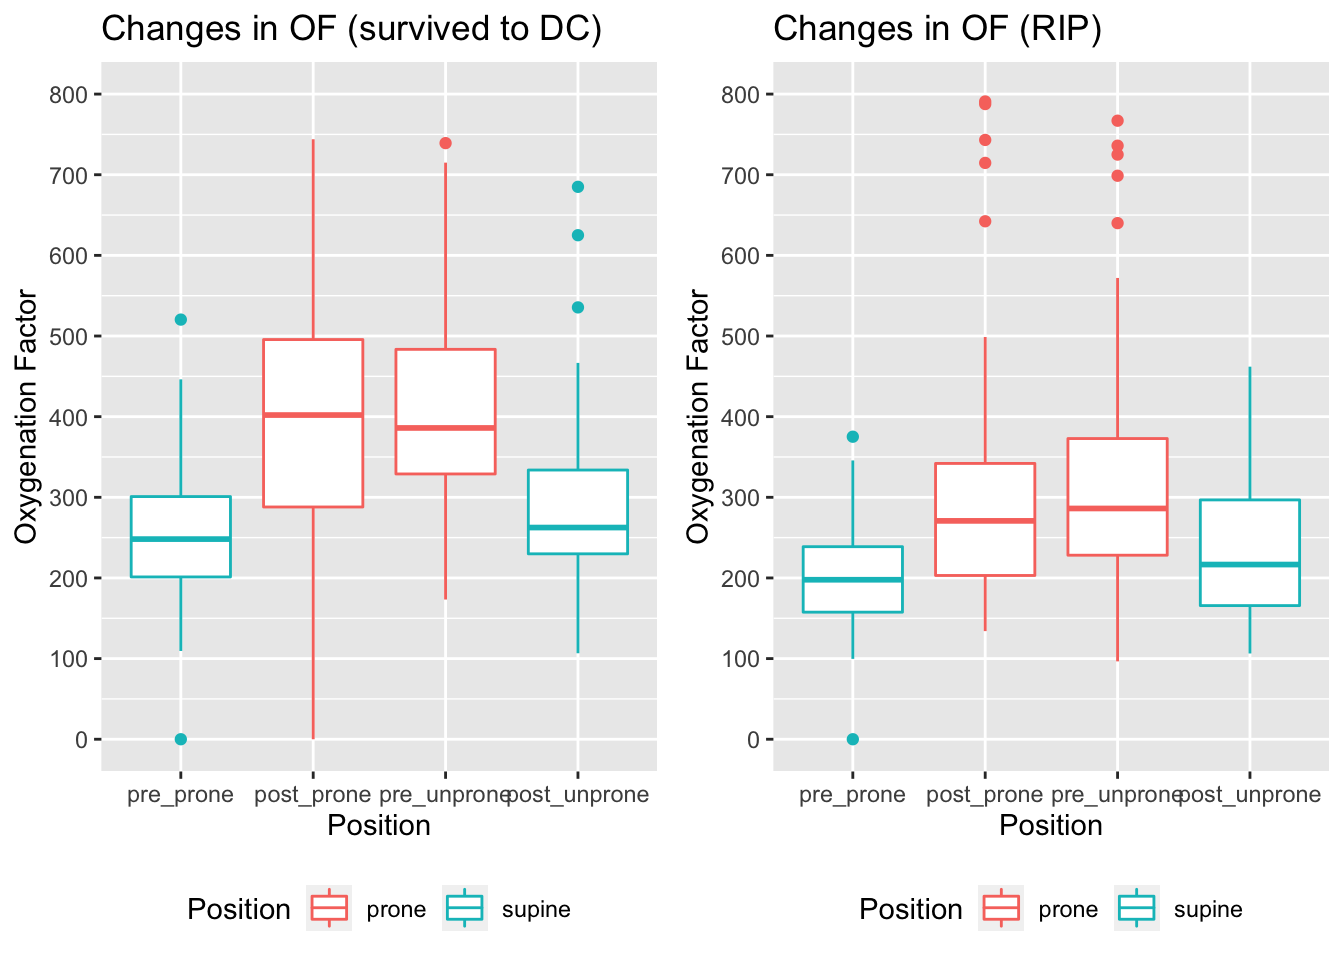 Changes in OF (survived to DC)
Oxygenation Factor
800
700
600
500
400
300
200
100
0
pre_prone post_prone pre_unprone post_unprone
Position
Position prone supine
Changes in OF (RIP)
Oxygenation Factor
800
700
600
500
400
300
200
100
0
pre_prone post_prone pre_unprone post_unprone
Position
Position prone supine